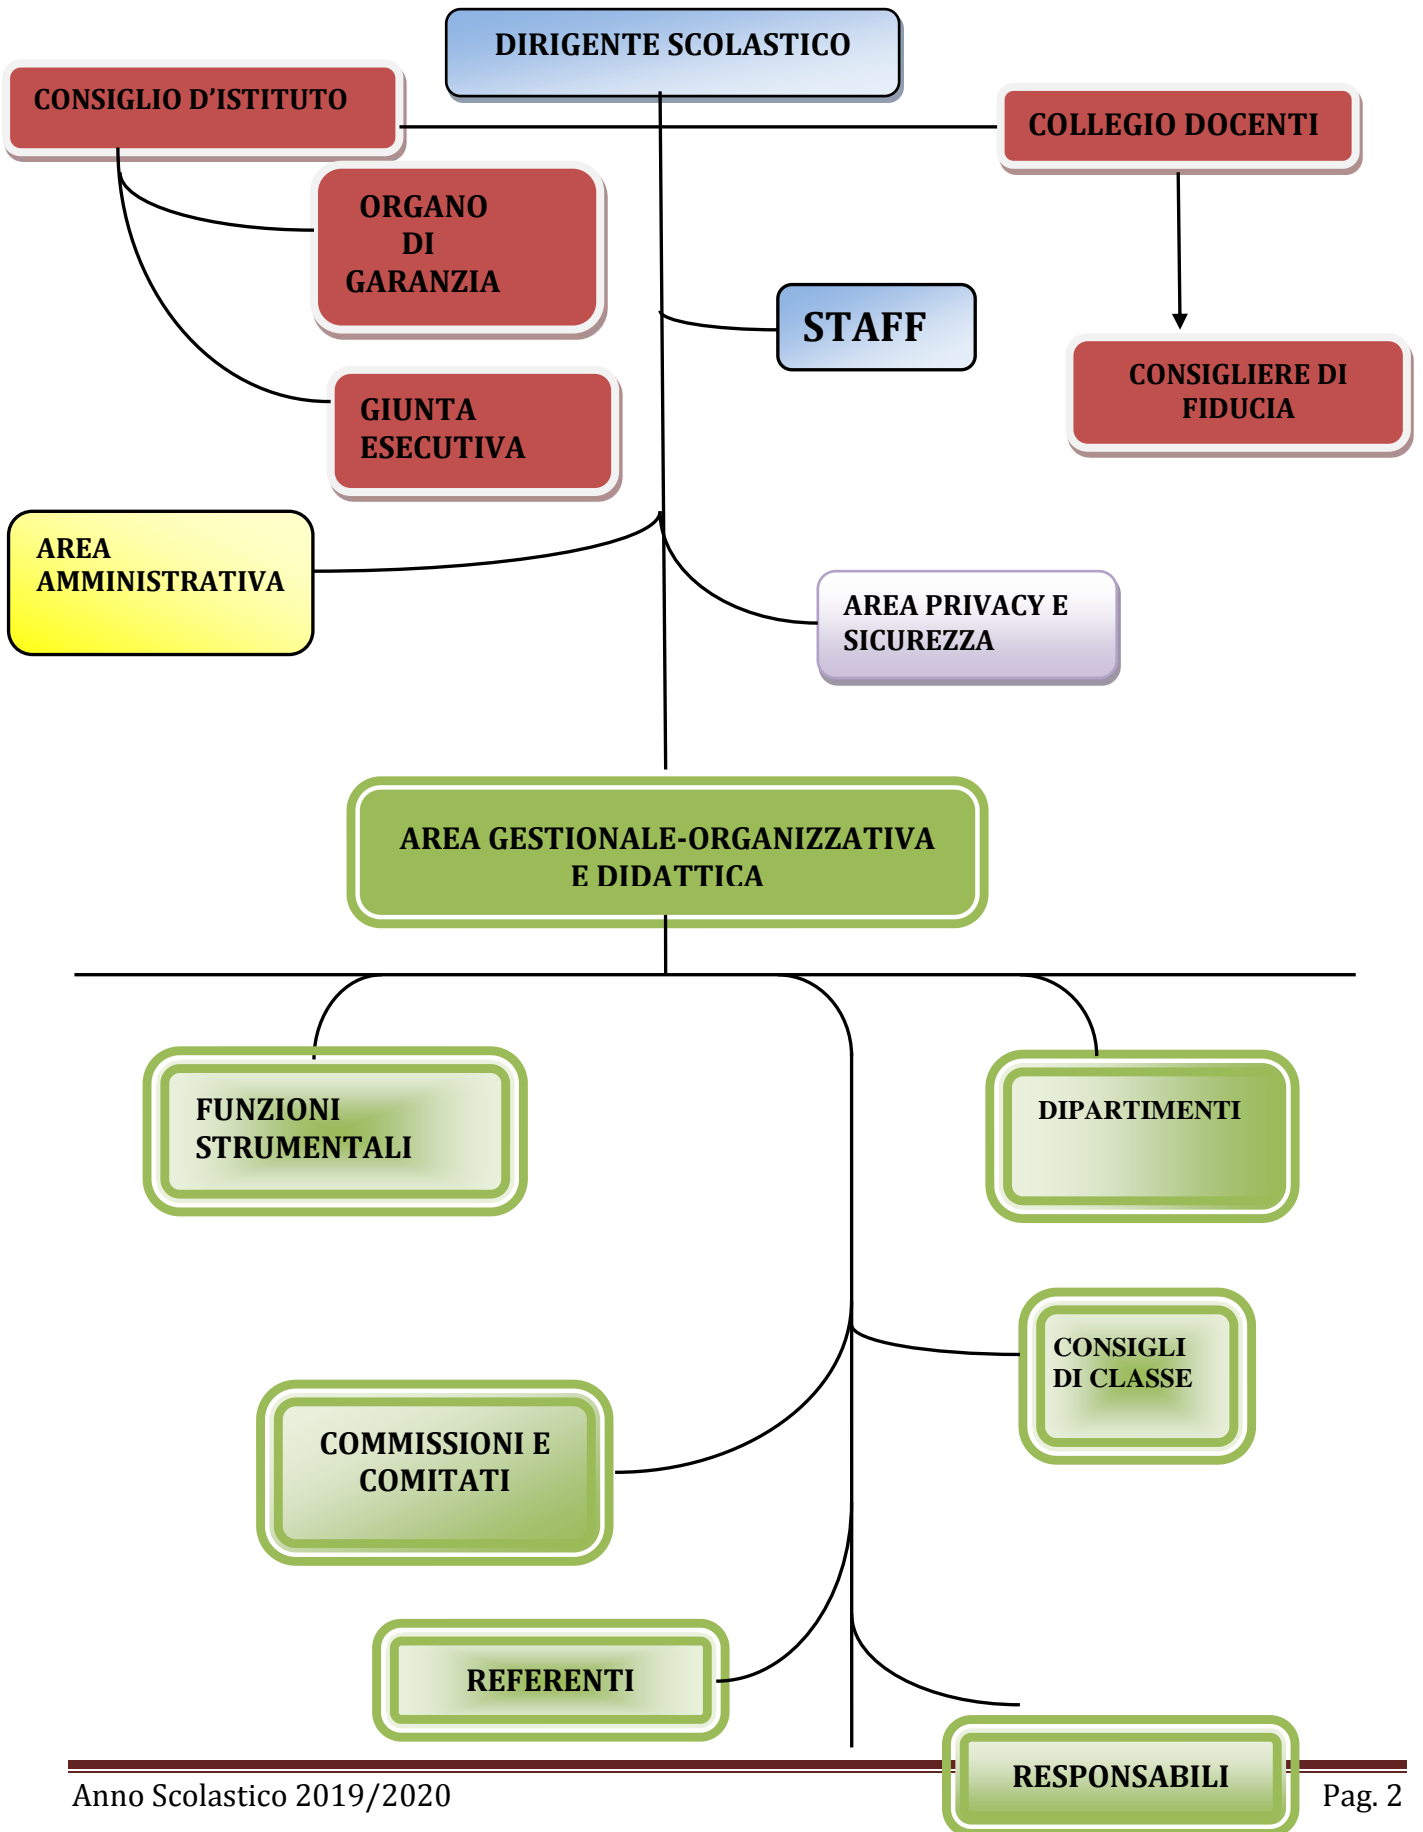 DIRIGENTE SCOLASTICO
CONSIGLIO D’ISTITUTO
COLLEGIO DOCENTI
ORGANO
DI
GARANZIA
STAFF
CONSIGLIERE DI
FIDUCIA
GIUNTA
ESECUTIVA
AREA
AMMINISTRATIVA
AREA PRIVACY E
SICUREZZA
AREA GESTIONALE-ORGANIZZATIVA
E DIDATTICA
FUNZIONI
STRUMENTALI
DIPARTIMENTI
CONSIGLI
DI CLASSE
COMMISSIONI E
COMITATI
REFERENTI
RESPONSABILI
Anno Scolastico 2019/2020
Pag. 2